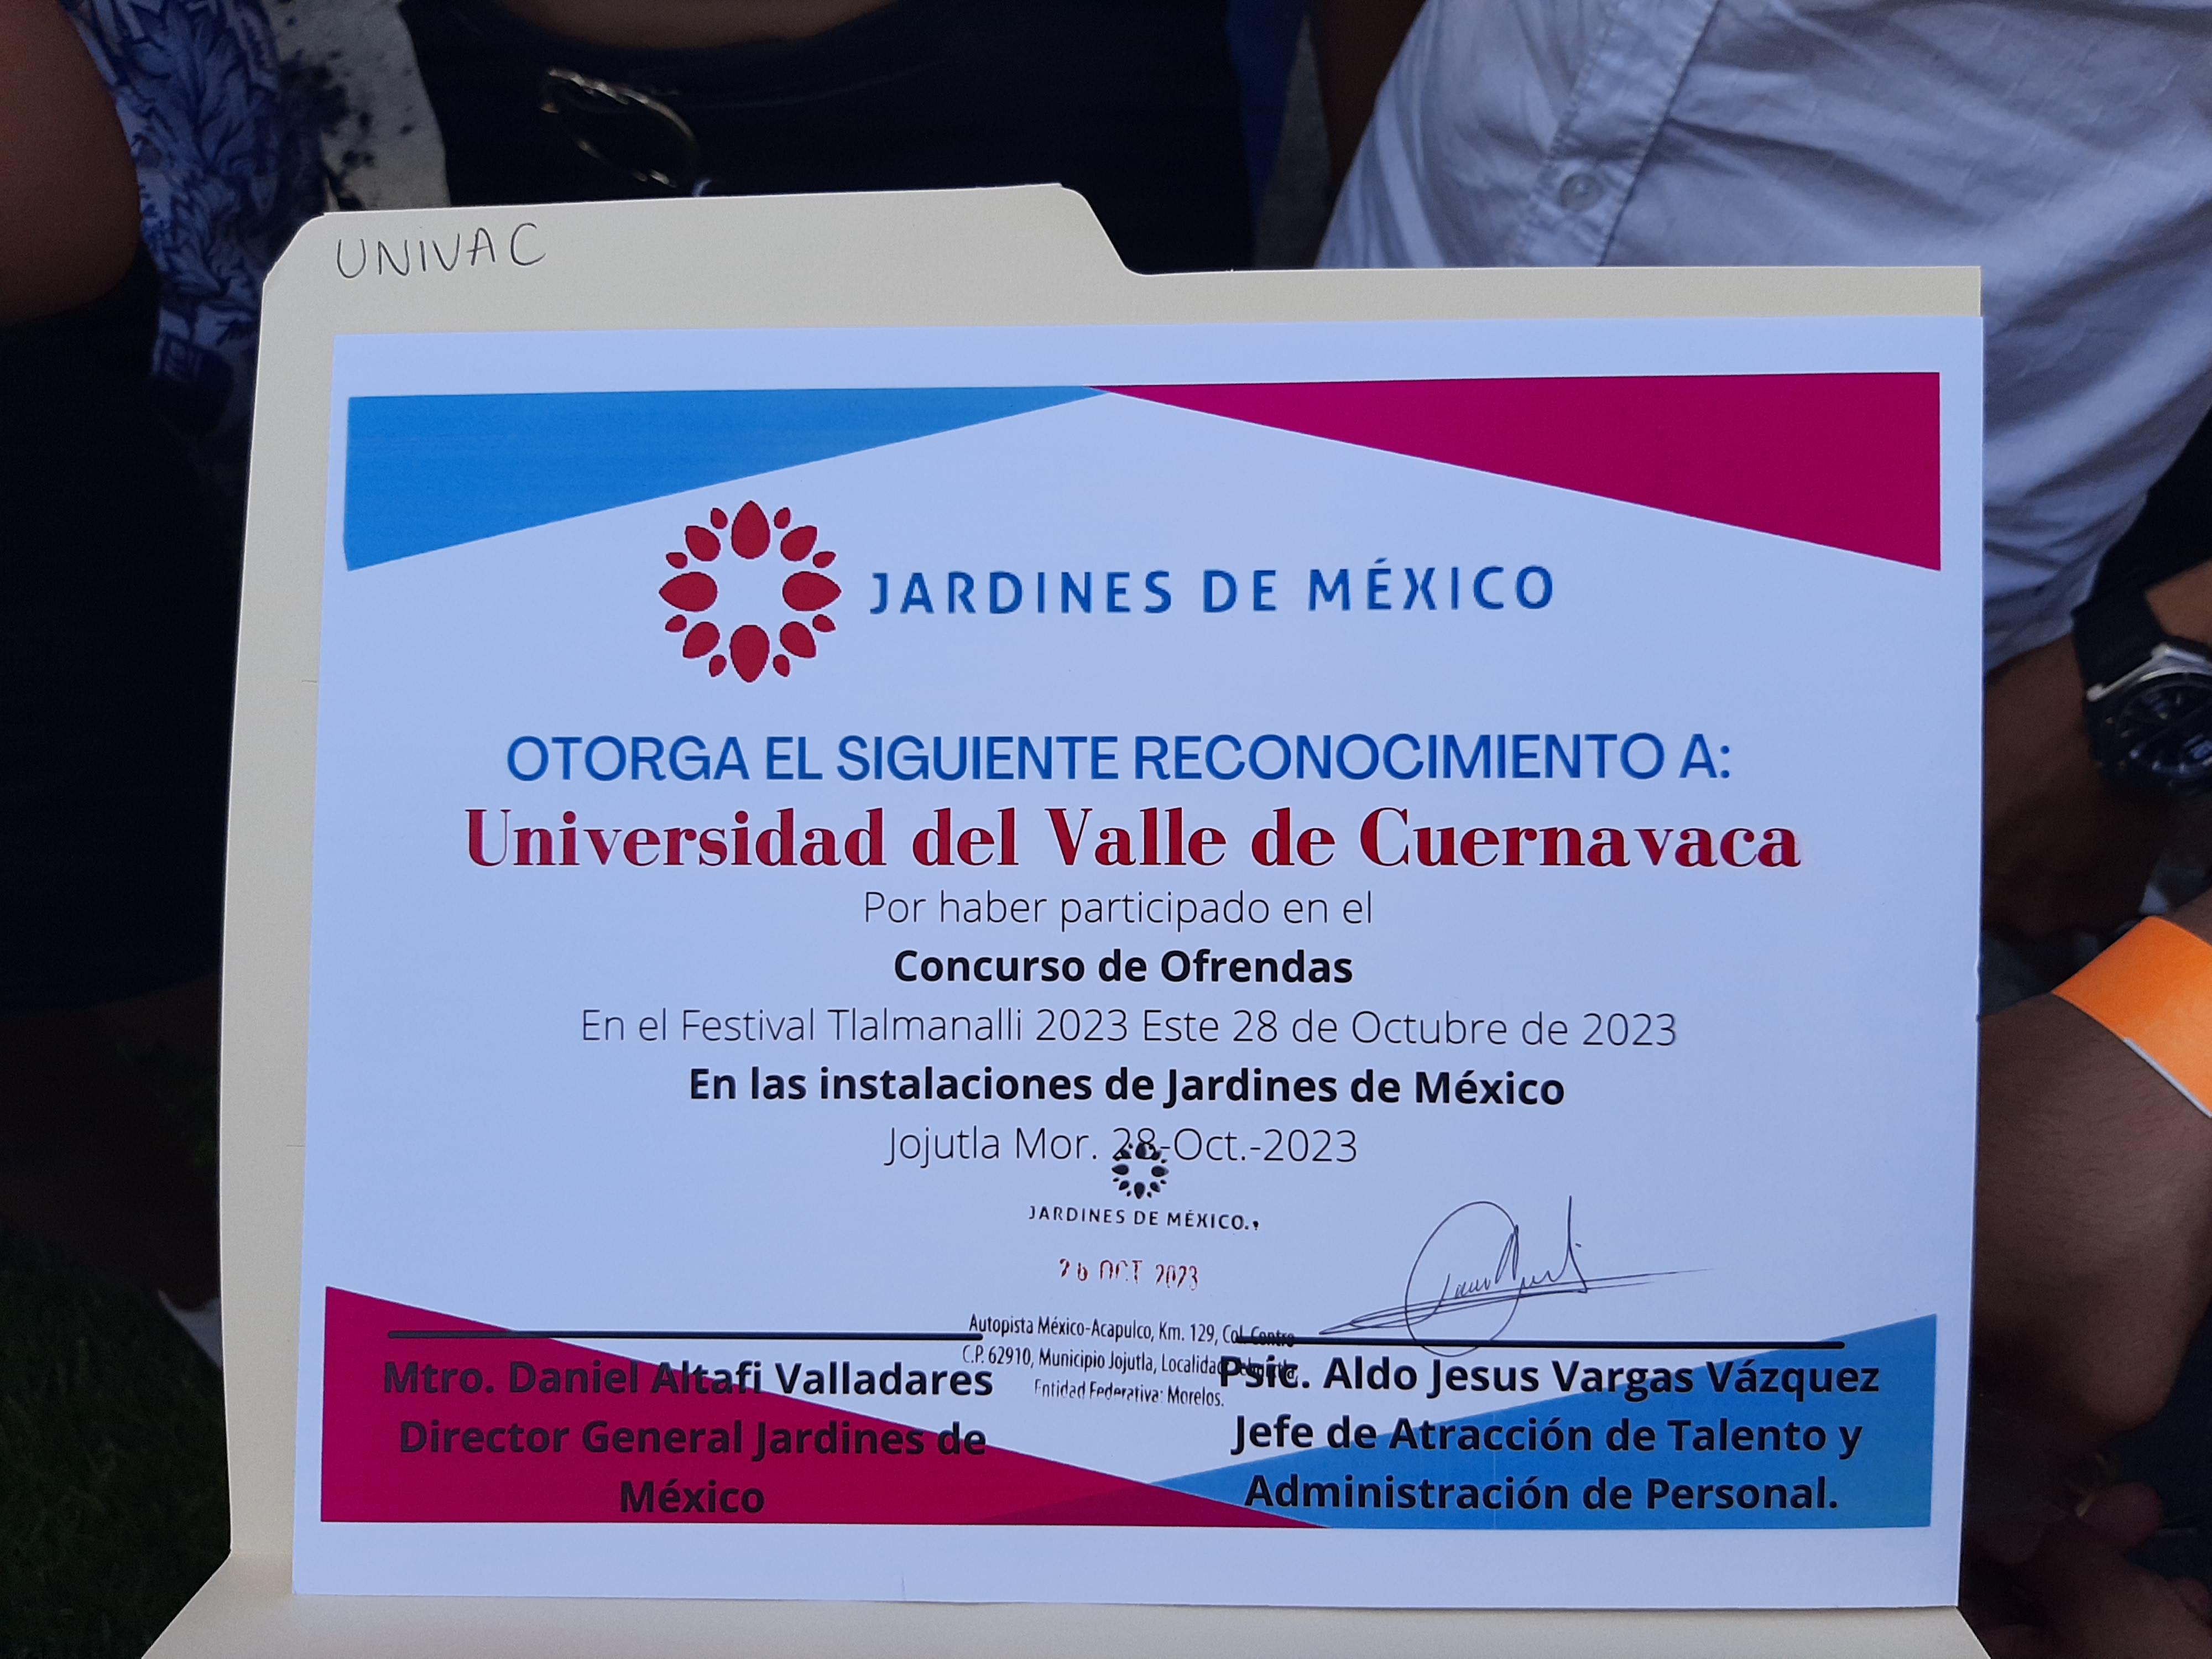 UNIVAC
JARDINES DE MÉXICO
OTORGA EL SIGUIENTE RECONOCIMIENTO A:
Universidad del Valle de Cuernavaca
Por haber participado en el
Concurso de Ofrendas
En el Festival Tlalmanalli 2023 Este 28 de Octubre de 2023
En las instalaciones de Jardines de México
Jojutla Mor. 28-Oct.-2023
JARDINES DE MÉXICO.
OCT 2023
Autopista México-Acapulco, Km. 129, Col. Centro
C.P. 62910, Municipio Jojutla, Localidad
Entidad Federativa: Morelos.
Mtro. Daniel Altafi Valladares
Director General Jardines de
México
Psic. Aldo Jesus Vargas Vázquez
Jefe de Atracción de Talento y
Administración de Personal.